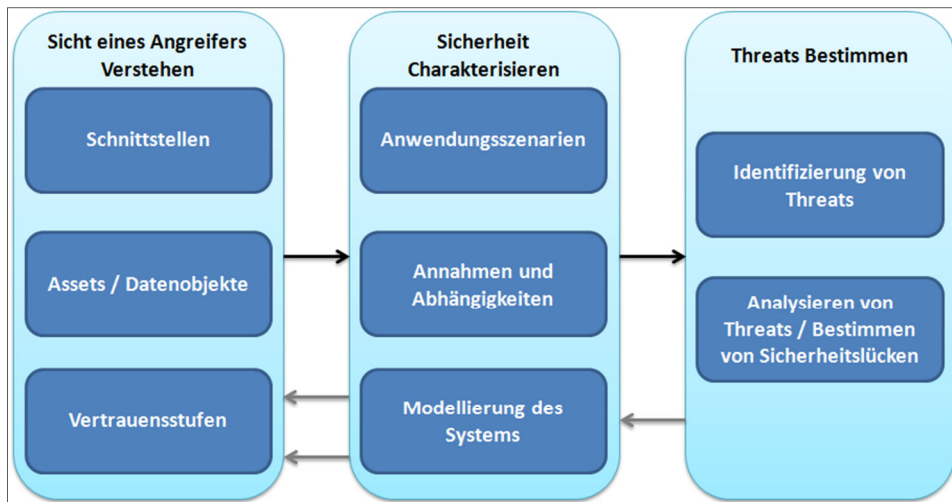 Sicht eines Angreifers
Verstehen
Schnittstellen
Assets / Datenobjekte
Vertrauensstufen
Sicherheit
Charakterisieren
Anwendungsszenarien
Annahmen und
Abhängigkeiten
Modellierung des
Systems
Threats Bestimmen
Identifizierung von
Threats
Analysieren von
Threats / Bestimmen
von Sicherheitslücken